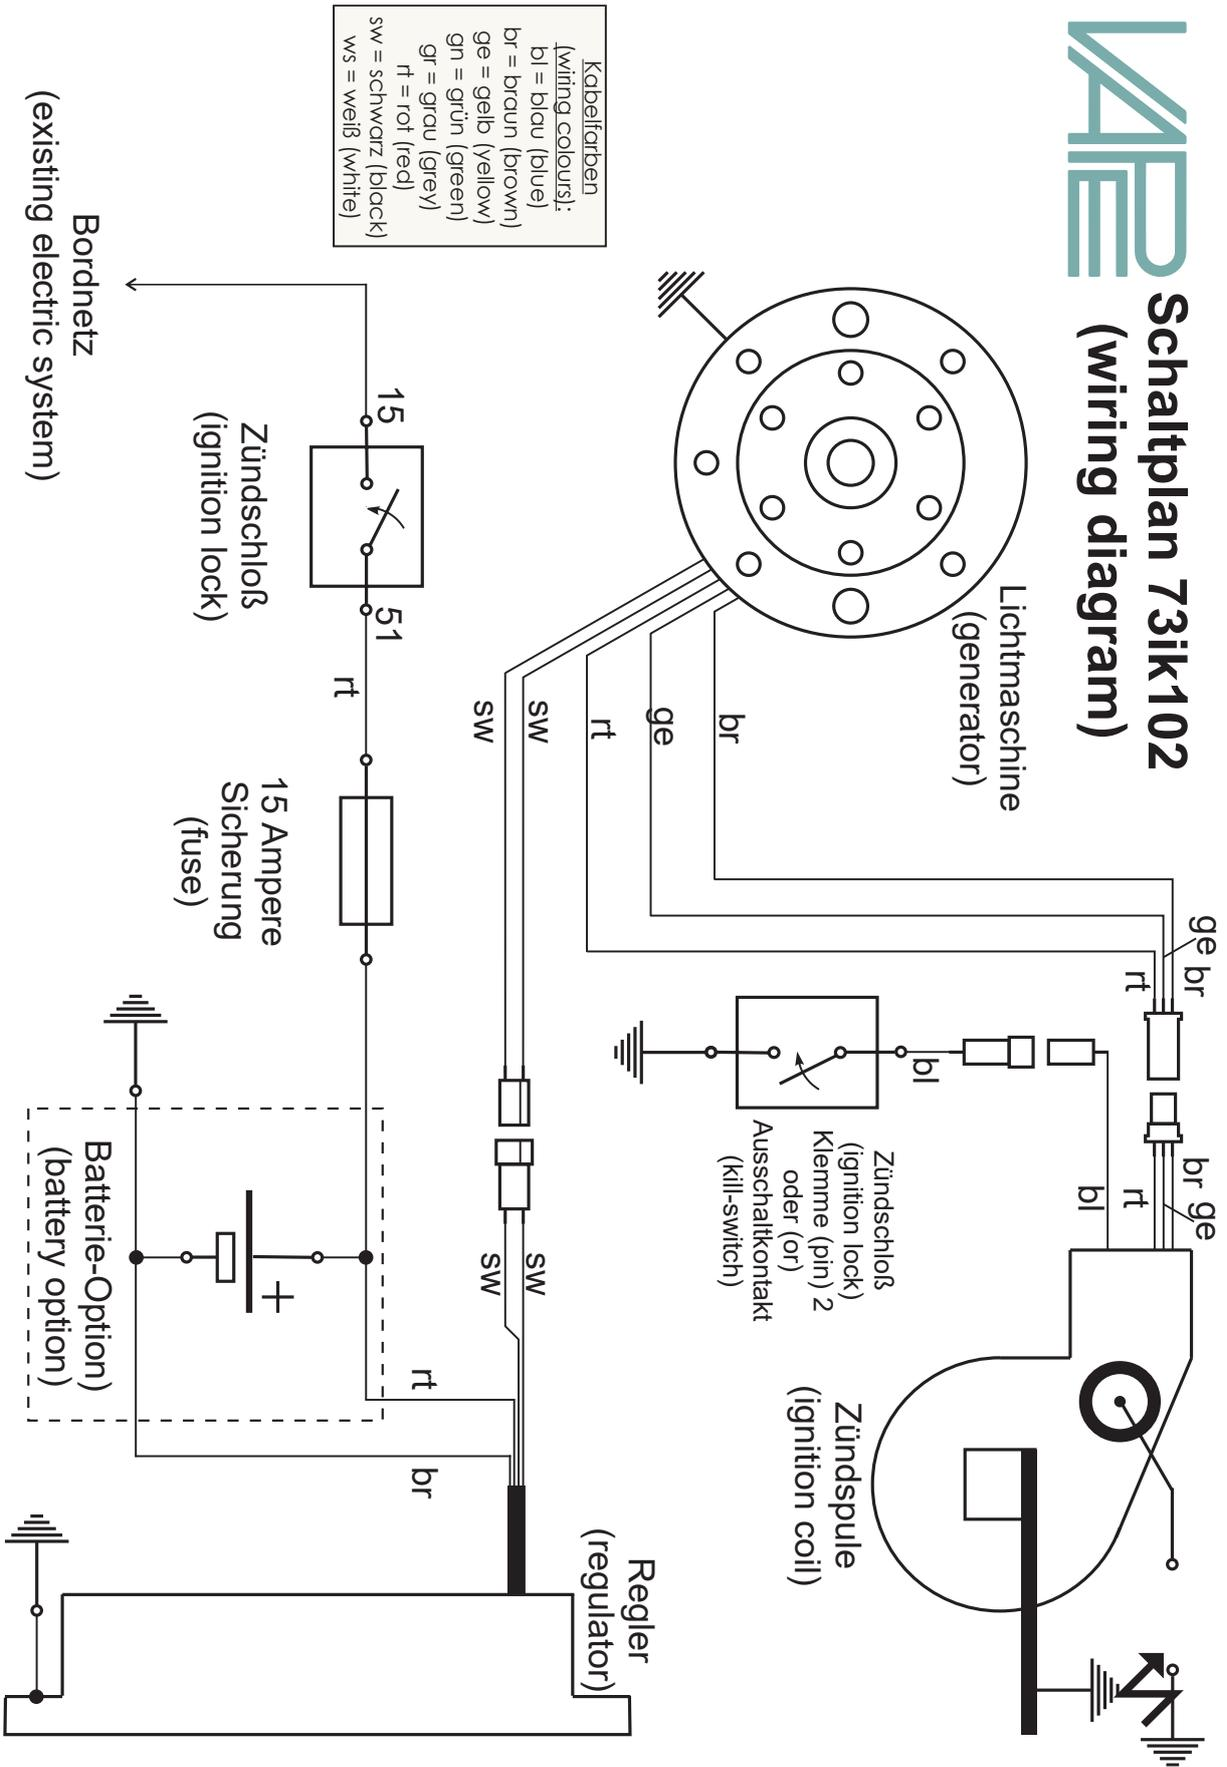 VAPE
Schaltplan 73ik102
(wiring diagram)
Kabelfarben
(wiring colours):
bl = blau (blue)
br = braun (brown)
ge = gelb (yellow)
gn = grün (green)
gr = grau (grey)
rt = rot (red)
sw = schwarz (black)
ws = weiß (white)
Lichtmaschine
(generator)
ge
br
rt
br
ge
rt
bl
bl
br
ge
rt
sw
sw
Zündschloß
(ignition lock)
Klemme (pin) 2
oder (or)
Ausschaltkontakt
(kill-switch)
Zündspule
(ignition coil)
sw
sw
Regler
(regulator)
15
51
rt
rt
br
Zündschloß
(ignition lock)
15 Ampere
Sicherung
(fuse)
+
Batterie-Option)
(battery option)
Bordnetz
(existing electric system)